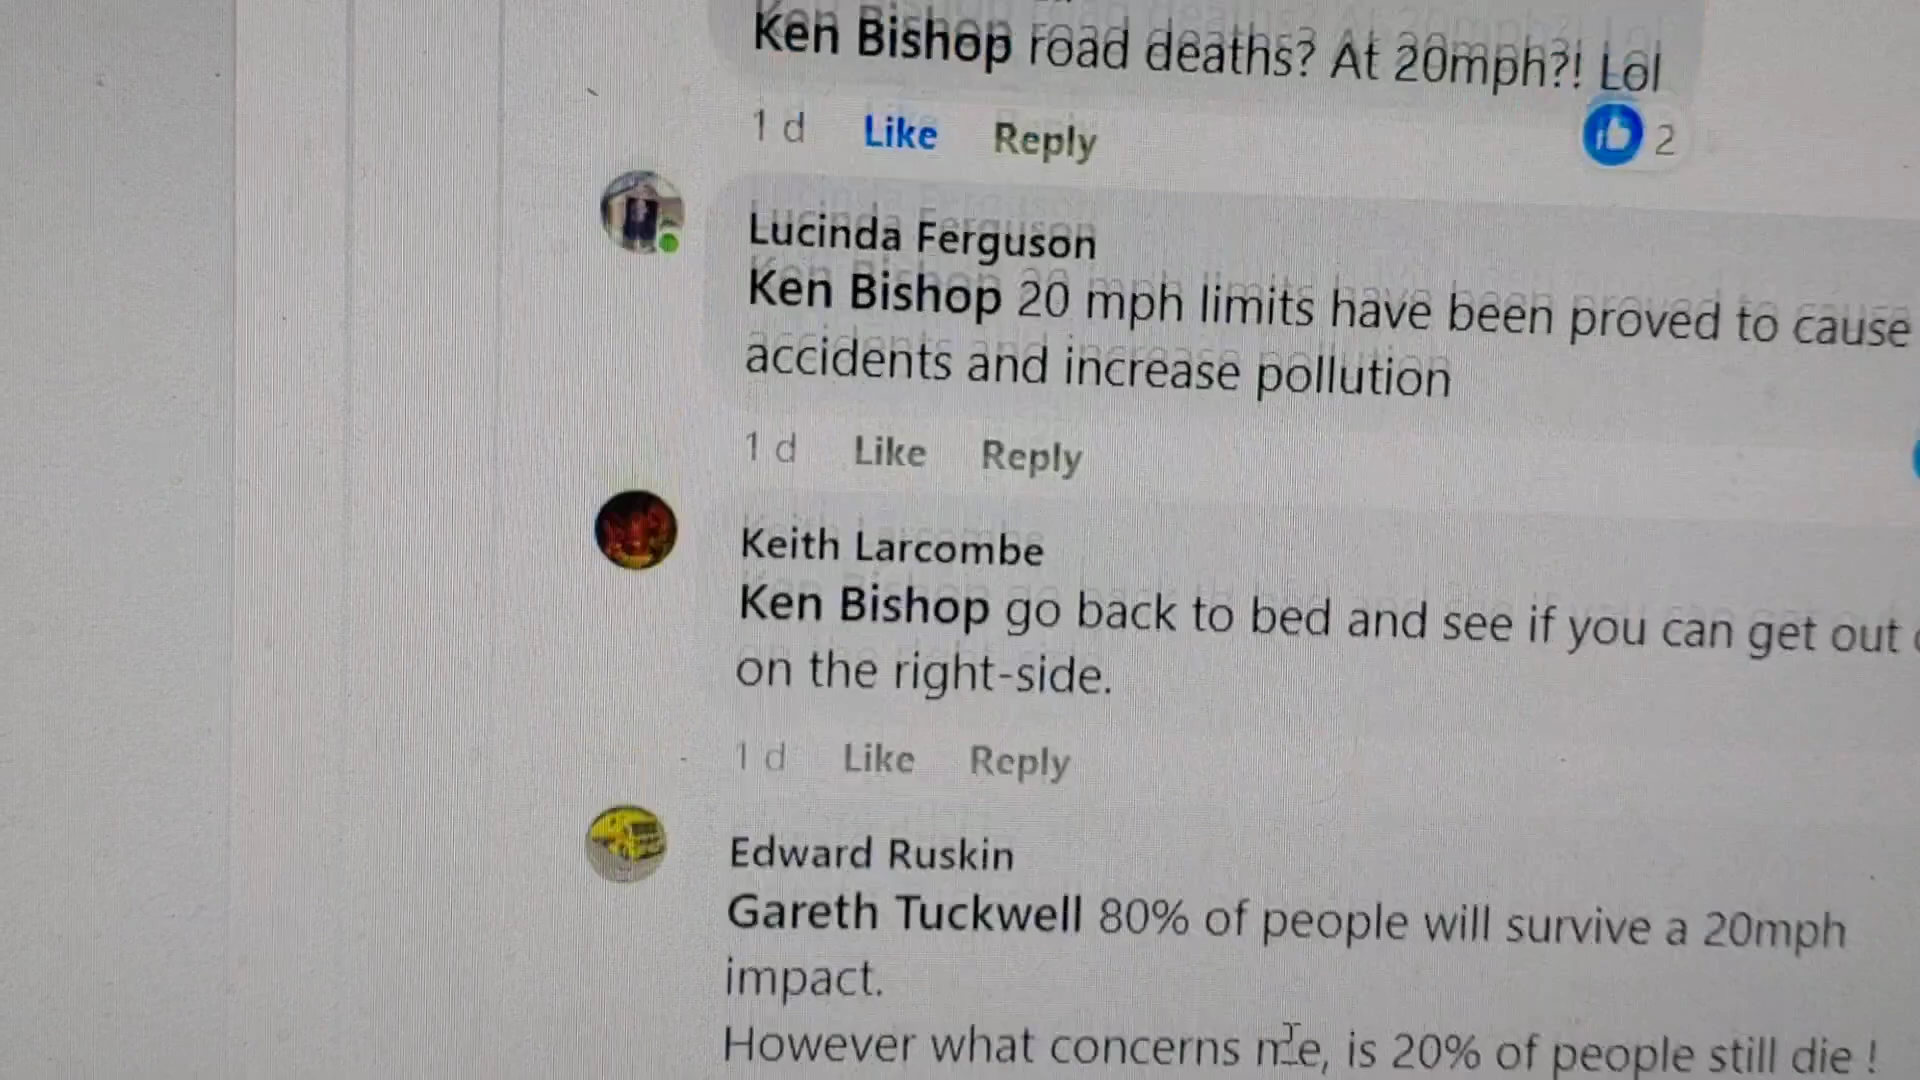 Ken Bishop road deaths? At 20mph?! Lol
1 d Like Reply 2
Lucinda Ferguson
Ken Bishop 20 mph limits have been proved to cause
accidents and increase pollution
1 d Like Reply
Keith Larcombe
Ken Bishop go back to bed and see if you can get out
on the right-side.
1 d Like Reply
Edward Ruskin
Gareth Tuckwell 80% of people will survive a 20mph
impact.
However what concerns me, is 20% of people still die !